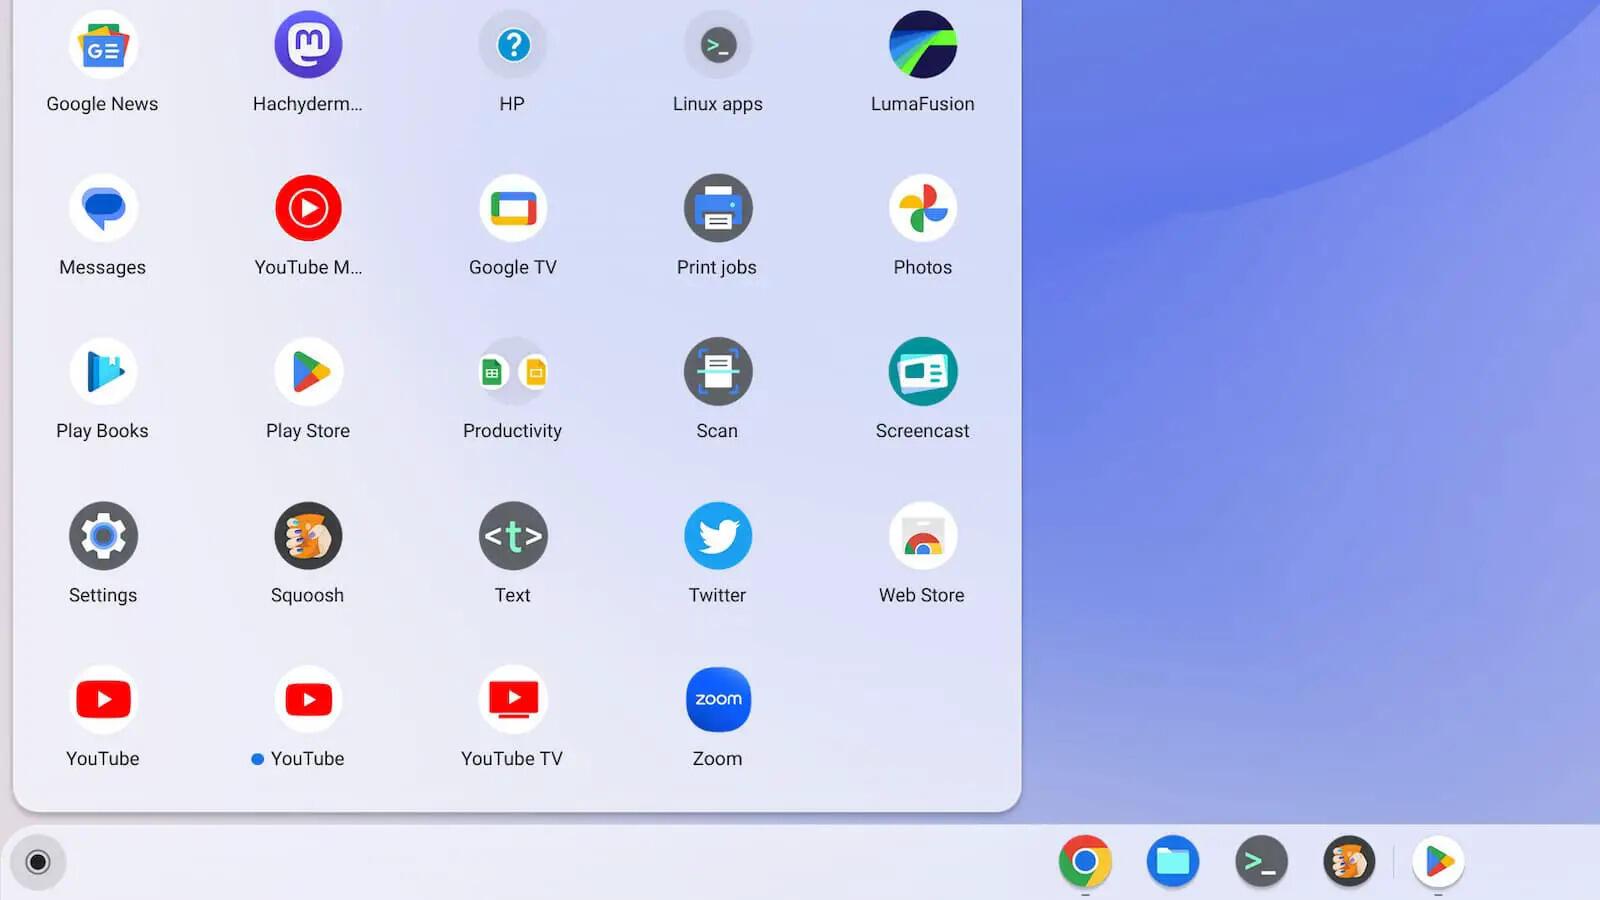 GE
Google News
Hachyderm...
HP
Linux apps
LumaFusion
Messages
YouTube M...
Google TV
Print jobs
Photos
Play Books
Play Store
Productivity
Scan
Screencast
<t>
Settings
Squoosh
Text
Twitter
Web Store
zoom
YouTube
YouTube
YouTube TV
Zoom